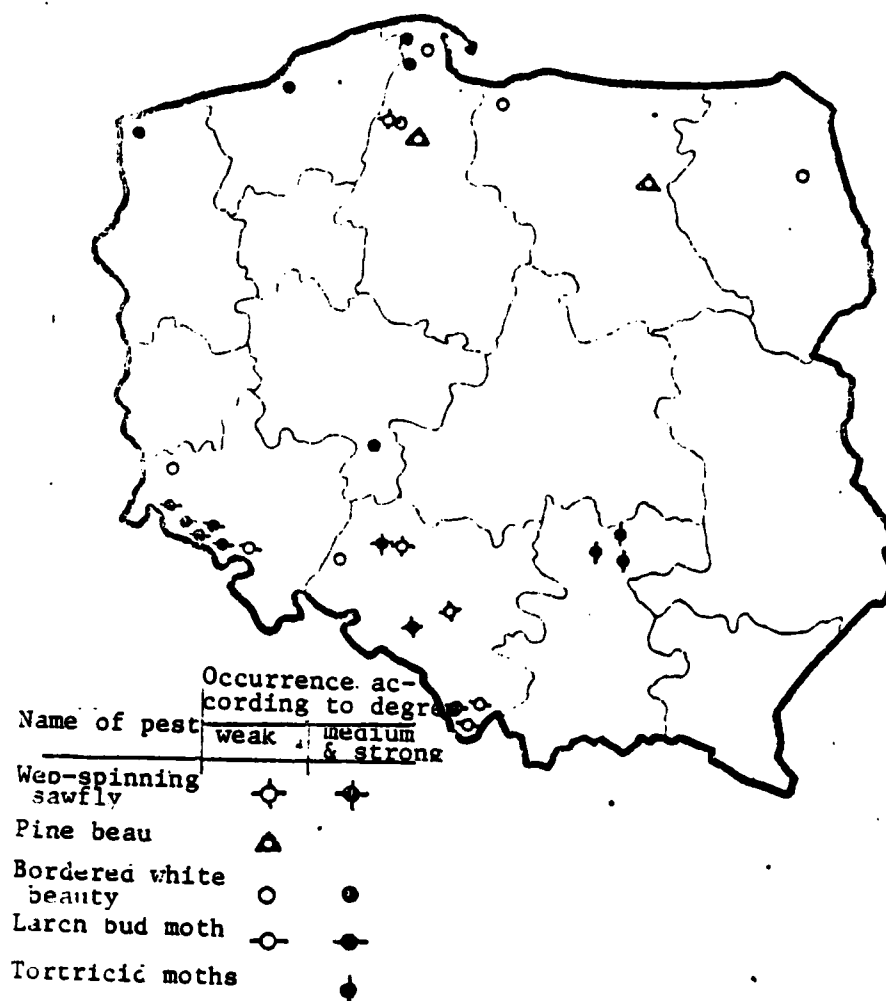 Occurrence ac-
cording to degre
Name of pest
weak
medium
& strong
Web-spinning
sawfly
Pine beau
Bordered white
beauty
Larch bud moth
Tortricid moths